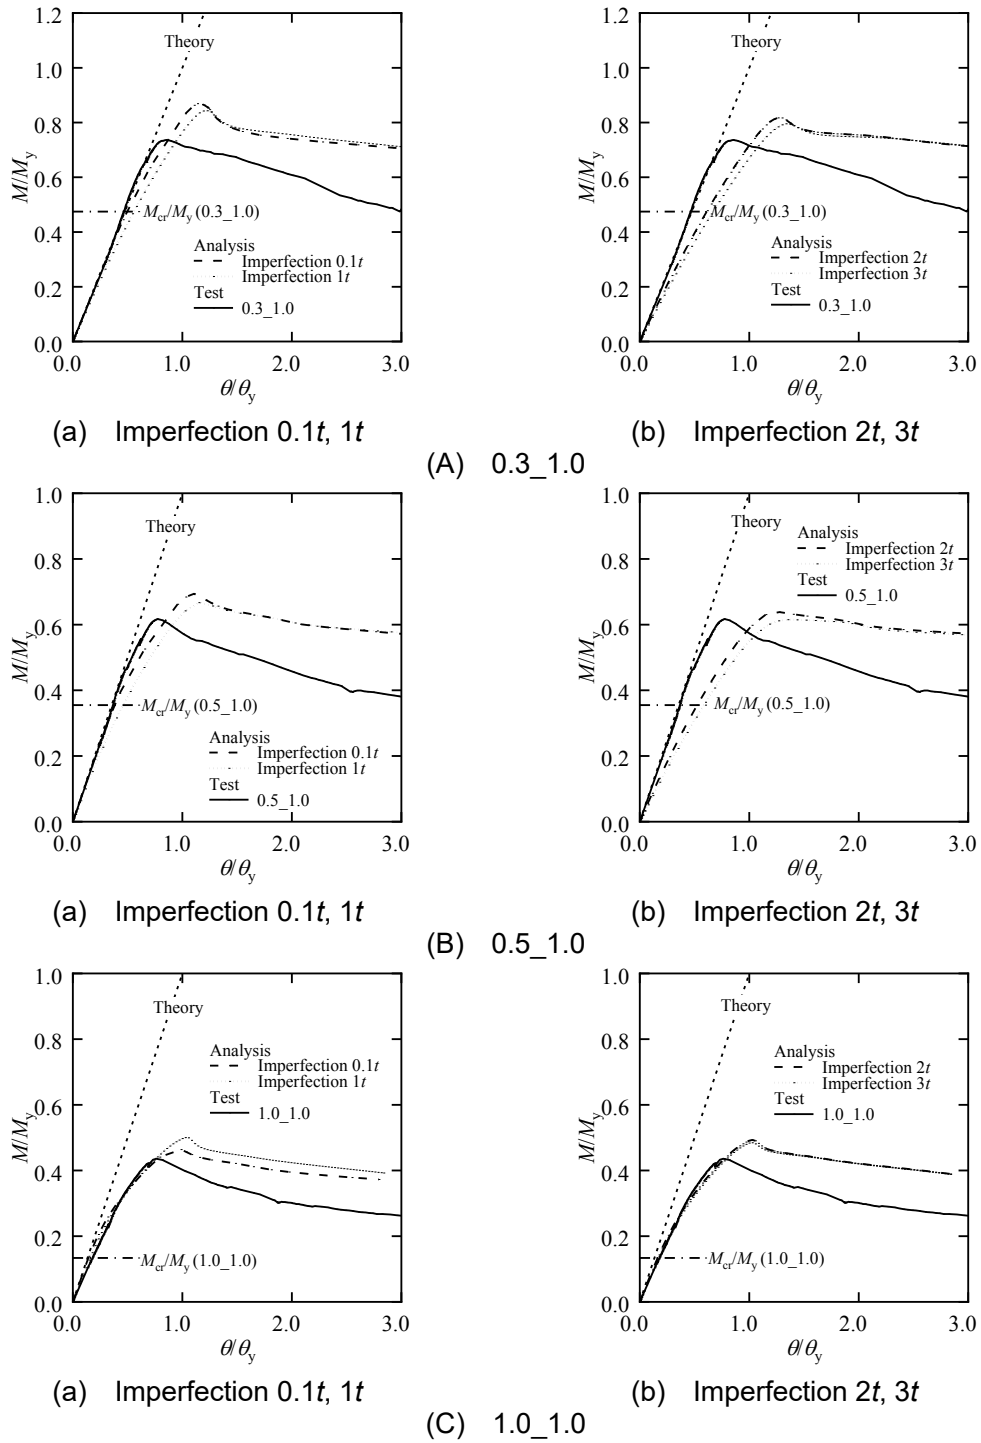 1.2
1.0
0.8
0.6
0.4
0.2
0.0
M/My
Theory
Mcr/My (0.3_1.0)
Analysis
Imperfection 0.1t
Imperfection 1t
Test
0.3_1.0
0.0 1.0 2.0 3.0
θ/θy
(a) Imperfection 0.1t, 1t
1.2
1.0
0.8
0.6
0.4
0.2
0.0
M/My
Theory
Mcr/My (0.3_1.0)
Analysis
Imperfection 2t
Imperfection 3t
Test
0.3_1.0
0.0 1.0 2.0 3.0
θ/θy
(b) Imperfection 2t, 3t
(A) 0.3_1.0
1.0
0.8
0.6
0.4
0.2
0.0
M/My
Theory
Mcr/My (0.5_1.0)
Analysis
Imperfection 0.1t
Imperfection 1t
Test
0.5_1.0
0.0 1.0 2.0 3.0
θ/θy
(a) Imperfection 0.1t, 1t
1.0
0.8
0.6
0.4
0.2
0.0
M/My
Theory
Analysis
Imperfection 2t
Imperfection 3t
Test
0.5_1.0
Mcr/My (0.5_1.0)
0.0 1.0 2.0 3.0
θ/θy
(b) Imperfection 2t, 3t
(B) 0.5_1.0
1.0
0.8
0.6
0.4
0.2
0.0
M/My
Theory
Analysis
Imperfection 0.1t
Imperfection 1t
Test
1.0_1.0
Mcr/My (1.0_1.0)
0.0 1.0 2.0 3.0
θ/θy
(a) Imperfection 0.1t, 1t
1.0
0.8
0.6
0.4
0.2
0.0
M/My
Theory
Analysis
Imperfection 2t
Imperfection 3t
Test
1.0_1.0
Mcr/My (1.0_1.0)
0.0 1.0 2.0 3.0
θ/θy
(b) Imperfection 2t, 3t
(C) 1.0_1.0